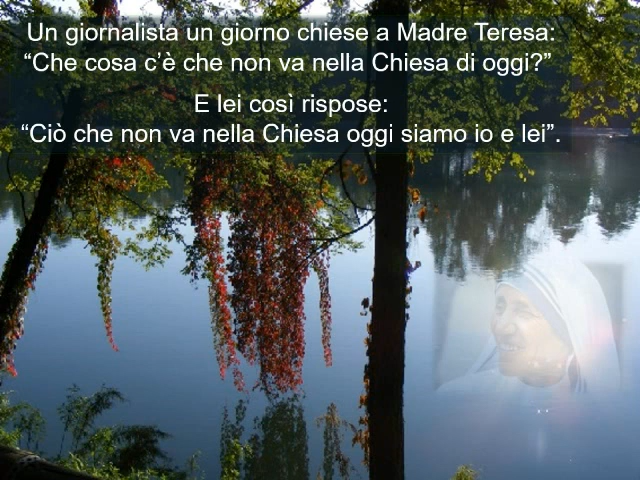 Un giornalista un giorno chiese a Madre Teresa:
“Che cosa c’è che non va nella Chiesa di oggi?”
E lei così rispose:
“Ciò che non va nella Chiesa oggi siamo io e lei”.